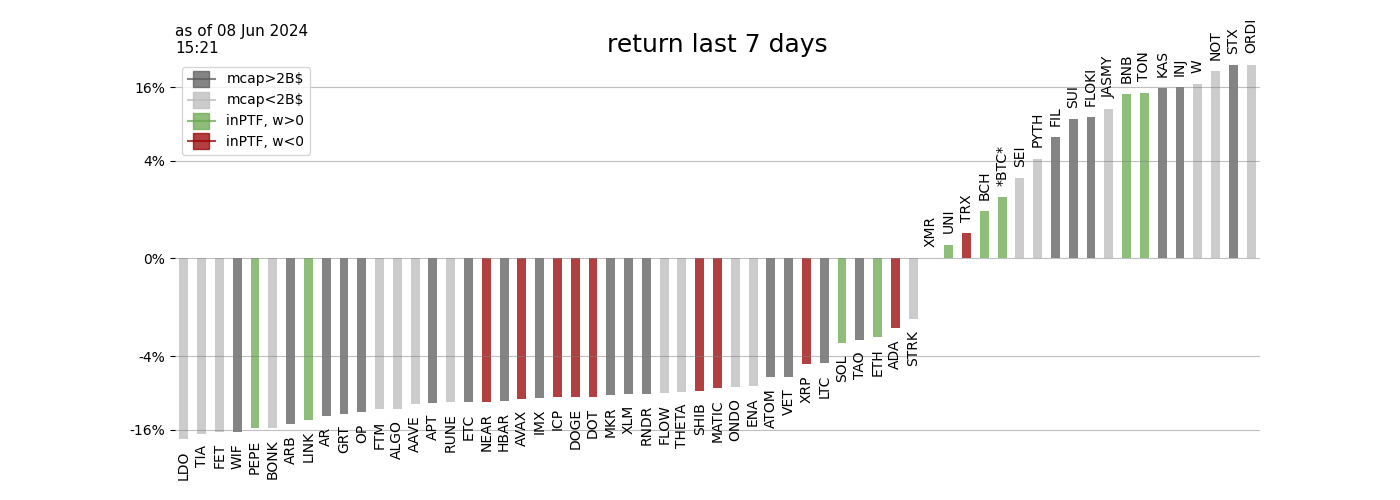 as of 08 Jun 2024
15:21
return last 7 days
mcap>2B$
mcap<2B$
inPTF, w>0
inPTF, w<0
16%
4%
0%
-4%
-16%
LDO
TIA
FET
WIF
PEPE
BONK
ARB
LINK
AR
GRT
OP
FTM
ALGO
AAVE
APT
RUNE
ETC
NEAR
HBAR
AVAX
IMX
ICP
DOGE
DOT
MKR
XLM
RNDR
FLOW
THETA
SHIB
MATIC
ONDO
ENA
ATOM
VET
XRP
LTC
SOL
TAO
ETH
ADA
STRK
XMR
UNI
TRX
BCH
*BTC*
SEI
PYTH
FIL
SUI
FLOKI
JASMY
BNB
TON
KAS
INJ
W
NOT
STX
ORDI